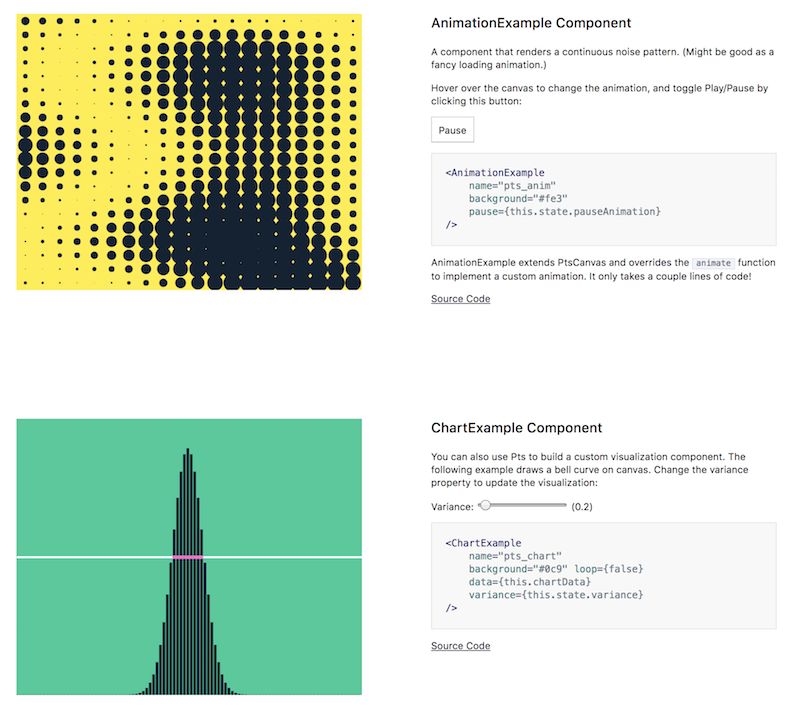 AnimationExample Component
A component that renders a continuous noise pattern. (Might be good as a
fancy loading animation.)
Hover over the canvas to change the animation, and toggle Play/Pause by
clicking this button:
Pause
<AnimationExample
name="pts_anim"
background="#fe3"
pause={this.state.pauseAnimation}
/>
AnimationExample extends PtsCanvas and overrides the animate function
to implement a custom animation. It only takes a couple lines of code!
Source Code
ChartExample Component
You can also use Pts to build a custom visualization component. The
following example draws a bell curve on canvas. Change the variance
property to update the visualization:
Variance: (0.2)
<ChartExample
name="pts_chart"
background="#0c9" loop={false}
data={this.chartData}
variance={this.state.variance}
/>
Source Code